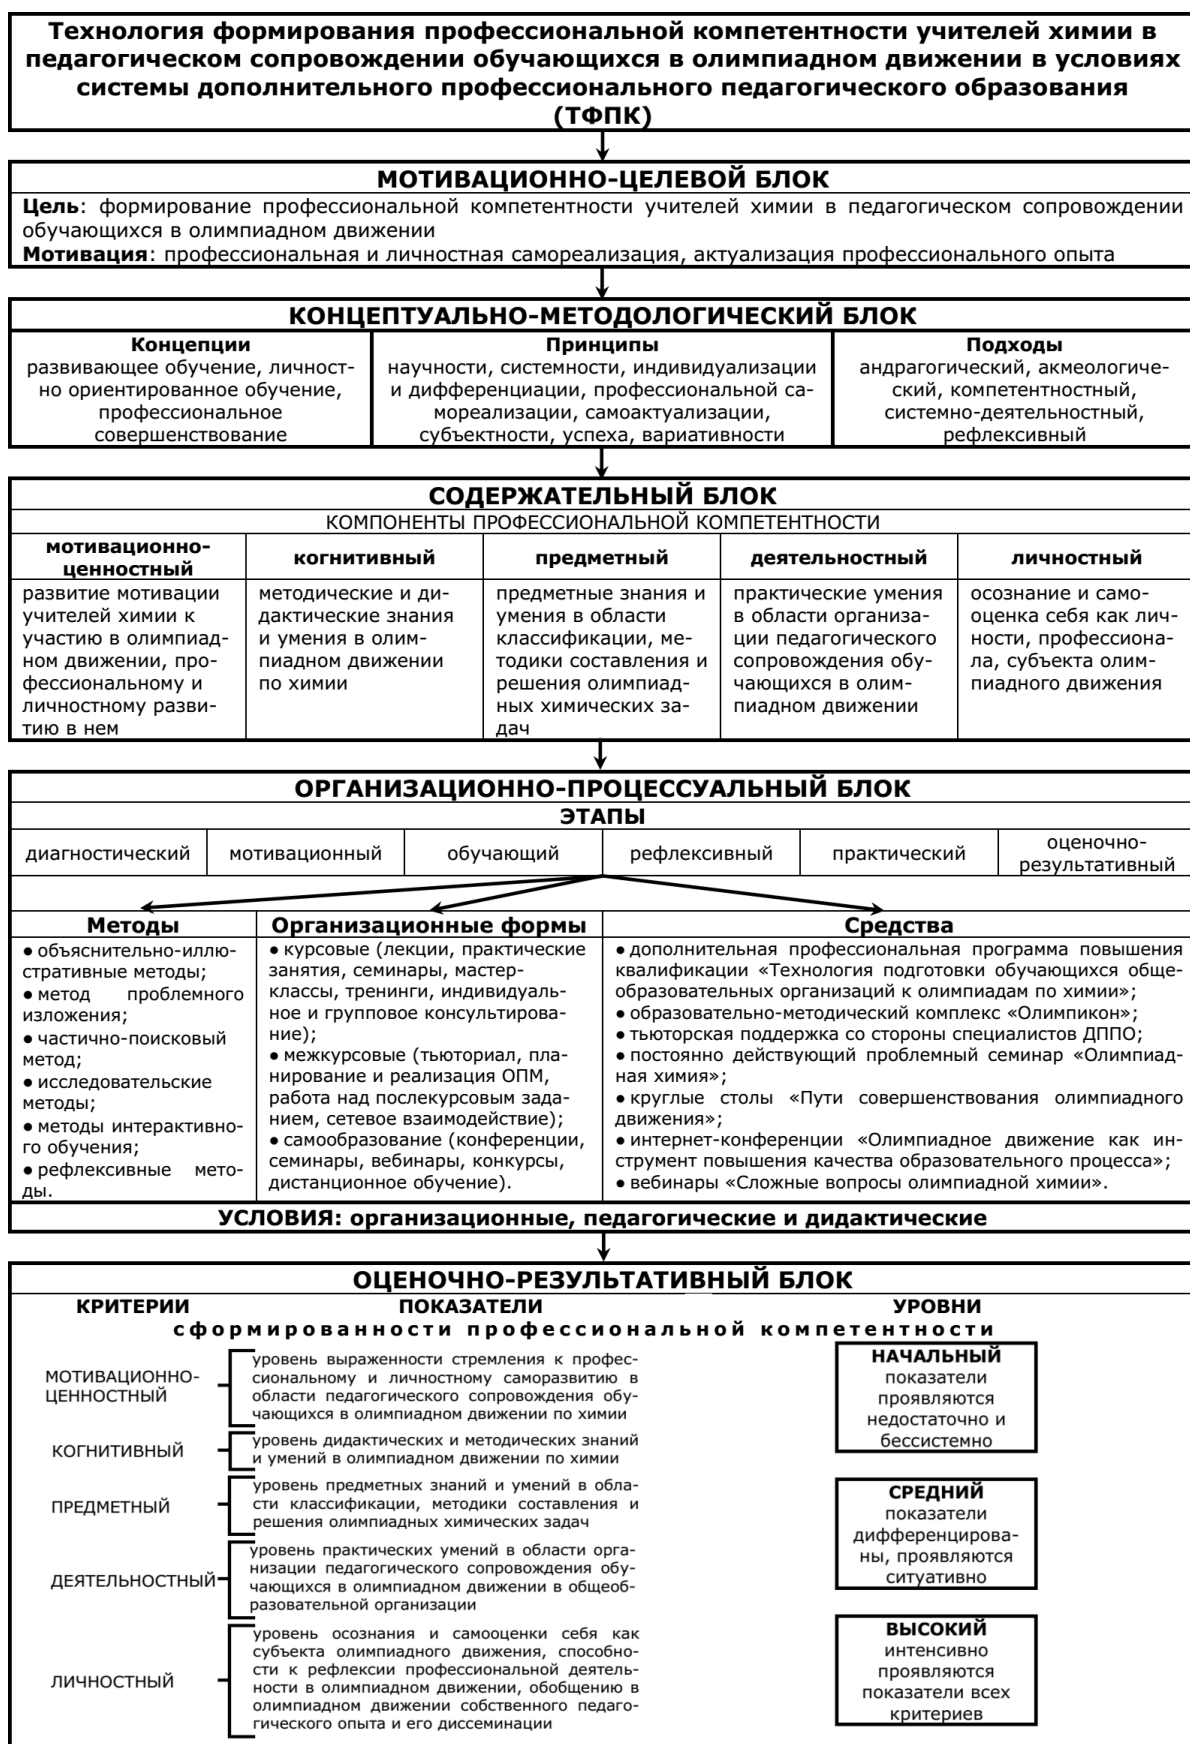 Технология формирования профессиональной компетентности учителей химии в
педагогическом сопровождении обучающихся в олимпиадном движении в условиях
системы дополнительного профессионального педагогического образования
(ТФПК)
МОТИВАЦИОННО-ЦЕЛЕВОЙ БЛОК
Цель: формирование профессиональной компетентности учителей химии в педагогическом сопровождении
обучающихся в олимпиадном движении
Мотивация: профессиональная и личностная самореализация, актуализация профессионального опыта
КОНЦЕПТУАЛЬНО-МЕТОДОЛОГИЧЕСКИЙ БЛОК
Концепции
развивающее обучение, личност-
но ориентированное обучение,
профессиональное
совершенствование
Принципы
научности, системности, индивидуализации
и дифференциации, профессиональной са-
мореализации, самоактуализации,
субъектности, успеха, вариативности
Подходы
андрагогический, акмеологиче-
ский, компетентностный,
системно-деятельностный,
рефлексивный
СОДЕРЖАТЕЛЬНЫЙ БЛОК
КОМПОНЕНТЫ ПРОФЕССИОНАЛЬНОЙ КОМПЕТЕНТНОСТИ
мотивационно-
ценностный
развитие мотивации
учителей химии к
участию в олимпиад-
ном движении, про-
фессиональному и
личностному разви-
тию в нем
когнитивный
методические и ди-
дактические знания
и умения в олим-
пиадном движении
по химии
предметный
предметные знания и
умения в области
классификации, ме-
тодики составления и
решения олимпиад-
ных химических за-
дач
деятельностный
практические умения
в области организа-
ции педагогического
сопровождения обу-
чающихся в олим-
пиадном движении
личностный
осознание и само-
оценка себя как лич-
ности, профессиона-
ла, субъекта олим-
пиадного движения
ОРГАНИЗАЦИОННО-ПРОЦЕССУАЛЬНЫЙ БЛОК
ЭТАПЫ
диагностический
мотивационный
обучающий
рефлексивный
практический
оценочно-
результативный
Методы
● объяснительно-иллю-
стративные методы;
● метод проблемного
изложения;
● частично-поисковый
метод;
● исследовательские
методы;
● методы интерактивно-
го обучения;
● рефлексивные мето-
ды.
Организационные формы
● курсовые (лекции, практические
занятия, семинары, мастер-
классы, тренинги, индивидуаль-
ное и групповое консультирова-
ние);
● межкурсовые (тьюториал, пла-
нирование и реализация ОПМ,
работа над послекурсовым зада-
нием, сетевое взаимодействие);
● самообразование (конференции,
семинары, вебинары, конкурсы,
дистанционное обучение).
Средства
● дополнительная профессиональная программа повышения
квалификации «Технология подготовки обучающихся обще-
образовательных организаций к олимпиадам по химии»;
● образовательно-методический комплекс «Олимпикон»;
● тьюторская поддержка со стороны специалистов ДППО;
● постоянно действующий проблемный семинар «Олимпиад-
ная химия»;
● круглые столы «Пути совершенствования олимпиадного
движения»;
● интернет-конференции «Олимпиадное движение как ин-
струмент повышения качества образовательного процесса»;
● вебинары «Сложные вопросы олимпиадной химии».
УСЛОВИЯ: организационные, педагогические и дидактические
ОЦЕНОЧНО-РЕЗУЛЬТАТИВНЫЙ БЛОК
КРИТЕРИИ ПОКАЗАТЕЛИ УРОВНИ
сформированности профессиональной компетентности
МОТИВАЦИОННО-
ЦЕННОСТНЫЙ
уровень выраженности стремления к профес-
сиональному и личностному саморазвитию в
области педагогического сопровождения обу-
чающихся в олимпиадном движении по химии
КОГНИТИВНЫЙ
уровень дидактических и методических знаний
и умений в олимпиадном движении по химии
ПРЕДМЕТНЫЙ
уровень предметных знаний и умений в обла-
сти классификации, методики составления и
решения олимпиадных химических задач
ДЕЯТЕЛЬНОСТНЫЙ
уровень практических умений в области орга-
низации педагогического сопровождения обу-
чающихся в олимпиадном движении в общеоб-
разовательной организации
ЛИЧНОСТНЫЙ
уровень осознания и самооценки себя как
субъекта олимпиадного движения, способно-
сти к рефлексии профессиональной деятель-
ности в олимпиадном движении, обобщению в
олимпиадном движении собственного педаго-
гического опыта и его диссеминации
НАЧАЛЬНЫЙ
показатели
проявляются
недостаточно и
бессистемно
СРЕДНИЙ
показатели
дифференцирова-
ны, проявляются
ситуативно
ВЫСОКИЙ
интенсивно
проявляются
показатели всех
критериев